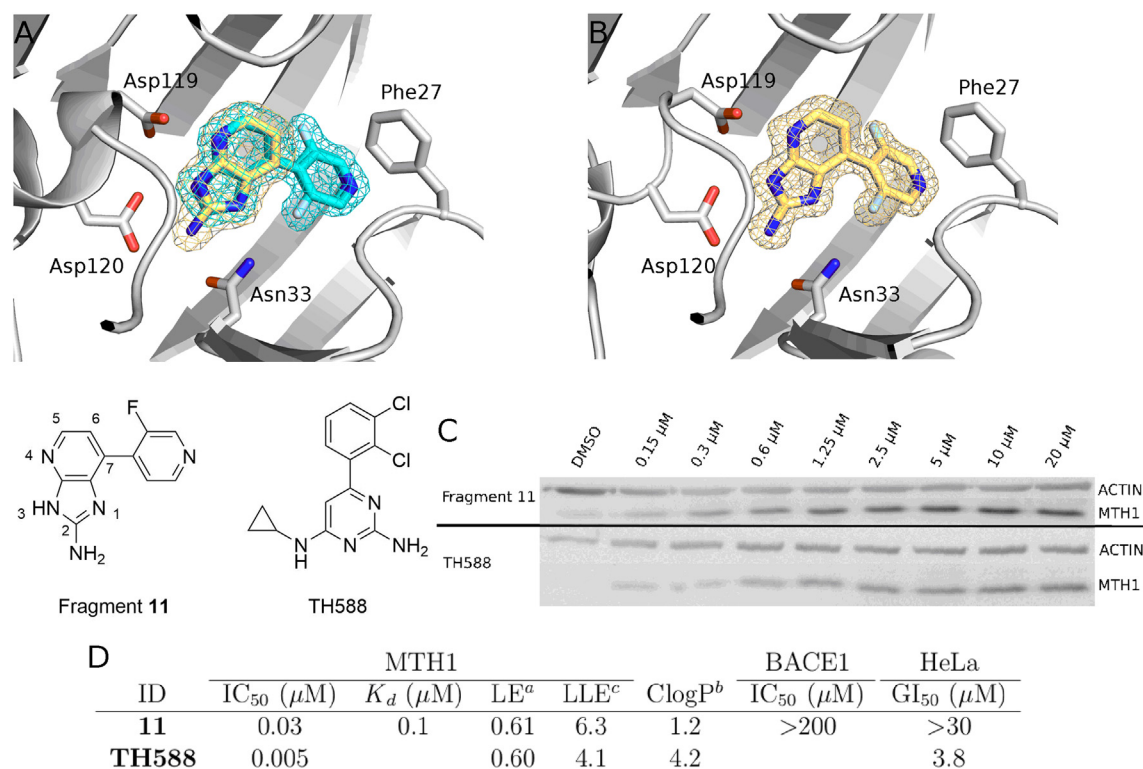 A
Asp119
Phe27
Asp120
Asn33
B
Asp119
Phe27
Asp120
Asn33
F
5
6
N
4
7
N
HN
3
N
1
2
NH2
Fragment 11
Cl
Cl
N
N
H
N
NH2
TH588
C
DMSO
0.15 µM
0.3 µM
0.6 µM
1.25 µM
2.5 µM
5 µM
10 µM
20 µM
Fragment 11
ACTIN
MTH1
TH588
ACTIN
MTH1
D
MTH1 BACE1 HeLa
ID IC50 (µM) Kd (µM) LEa LLEc ClogPb IC50 (µM) GI50 (µM)
11 0.03 0.1 0.61 6.3 1.2 >200 >30
TH588 0.005 0.60 4.1 4.2 3.8